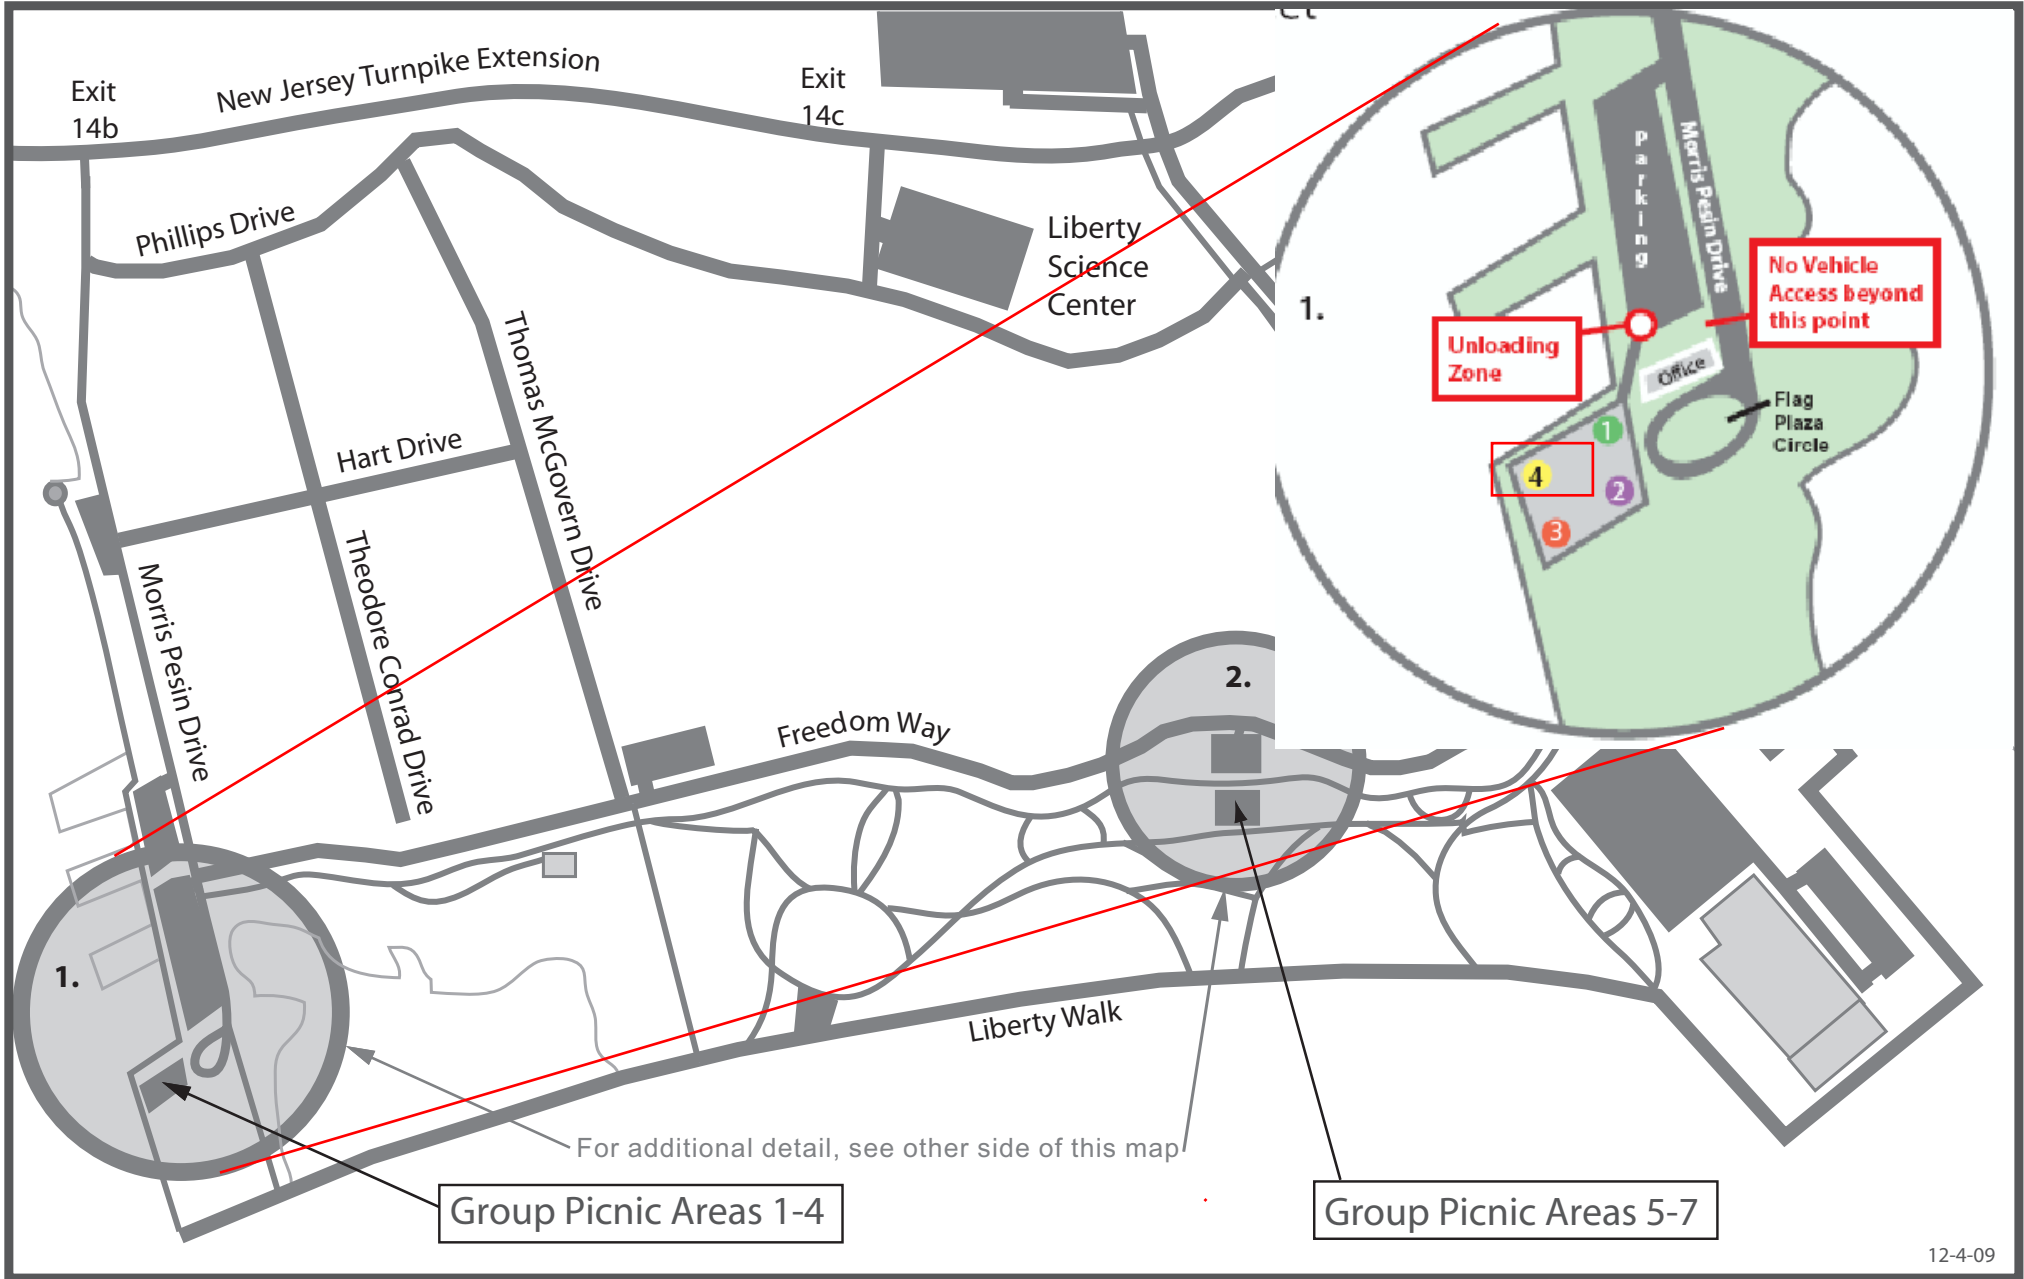 Exit
14b
New Jersey Turnpike Extension
Exit
14c
Phillips Drive
Liberty
Science
Center
Thomas McGovern Drive
Hart Drive
Theodore Conrad Drive
Morris Pesin Drive
Freedom Way
Liberty Walk
1.
2.
For additional detail, see other side of this map
Group Picnic Areas 1-4
Group Picnic Areas 5-7
12-4-09
1.
Parking
Morris Pesin Drive
No Vehicle
Access beyond
this point
Unloading
Zone
Office
Flag
Plaza
Circle
1
4
2
3